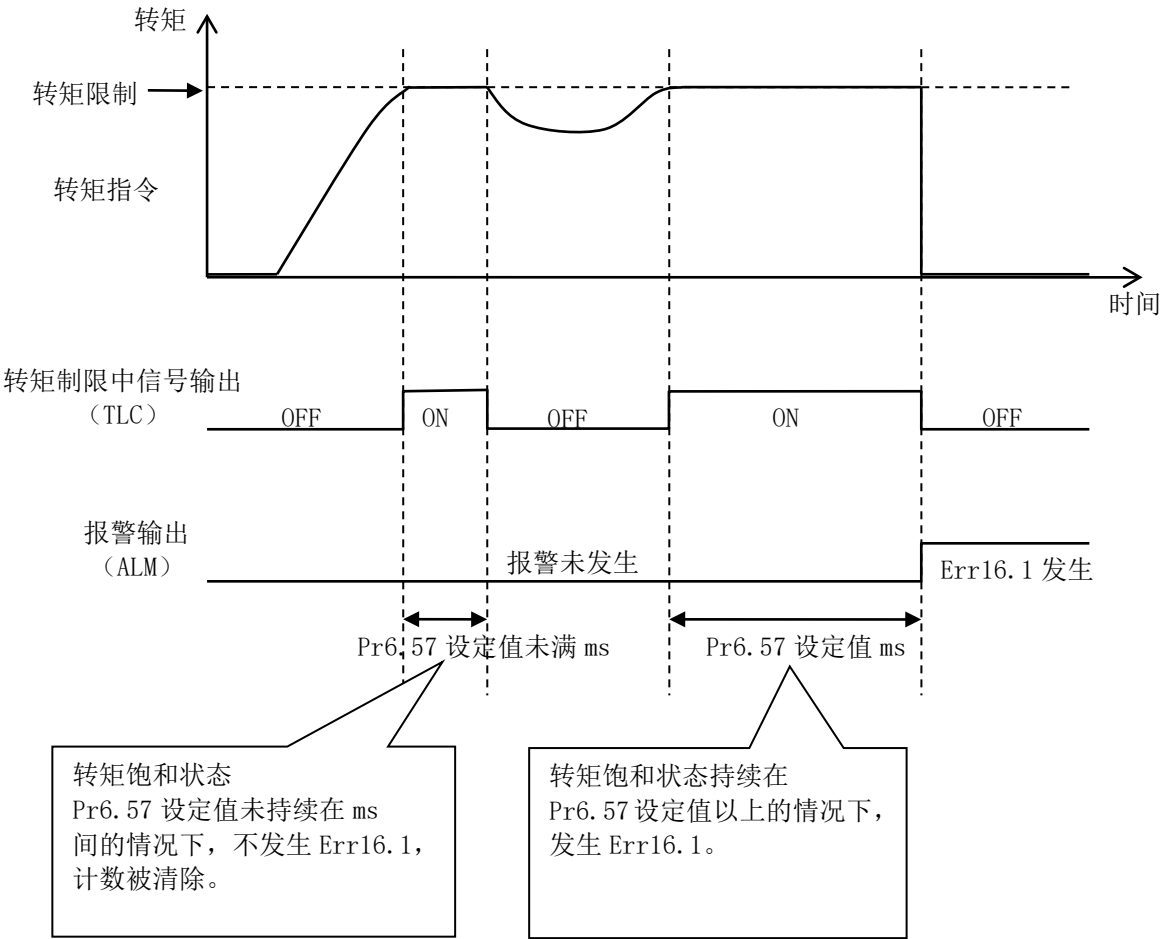 转矩
转矩限制
转矩指令
时间
转矩制限中信号输出
（TLC）
OFF
ON
OFF
ON
OFF
报警输出
（ALM）
报警未发生
Err16.1 发生
Pr6.57 设定值未满 ms
Pr6.57 设定值 ms
转矩饱和状态
Pr6.57 设定值未持续在 ms
间的情况下，不发生 Err16.1，
计数被清除。
转矩饱和状态持续在
Pr6.57 设定值以上的情况下，
发生 Err16.1。